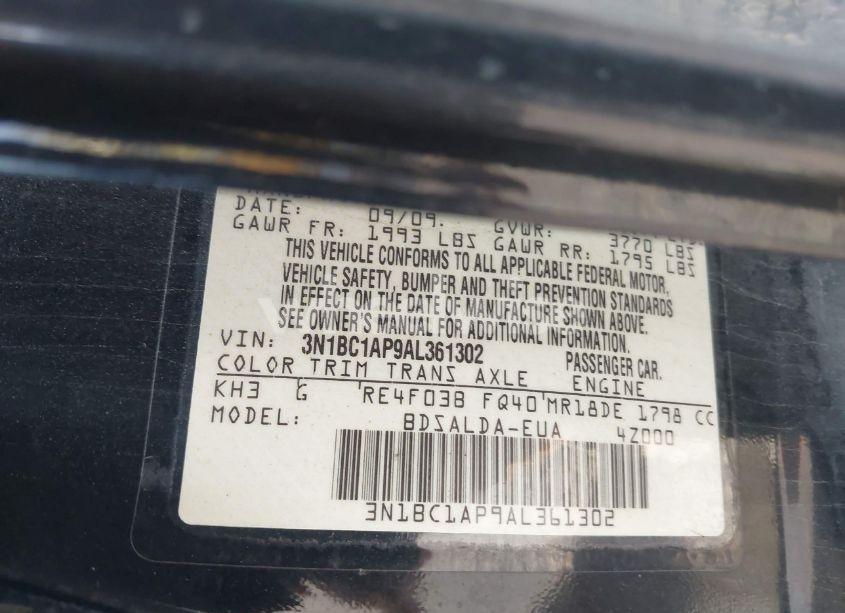 DATE: 09/09. GVWR: 3770 LBS
GAWR FR: 1993 LBS GAWR RR: 1795 LBS
THIS VEHICLE CONFORMS TO ALL APPLICABLE FEDERAL MOTOR,
VEHICLE SAFETY, BUMPER AND THEFT PREVENTION STANDARDS
IN EFFECT ON THE DATE OF MANUFACTURE SHOWN ABOVE.
SEE OWNER'S MANUAL FOR ADDITIONAL INFORMATION.
VIN: 3N1BC1AP9AL361302 PASSENGER CAR.
COLOR TRIM TRANS AXLE ENGINE
KH3 G RE4F03B FQ40 MR18DE 1798 CC
MODEL: BDSALDA-EUA 4Z000
3N1BC1AP9AL361302